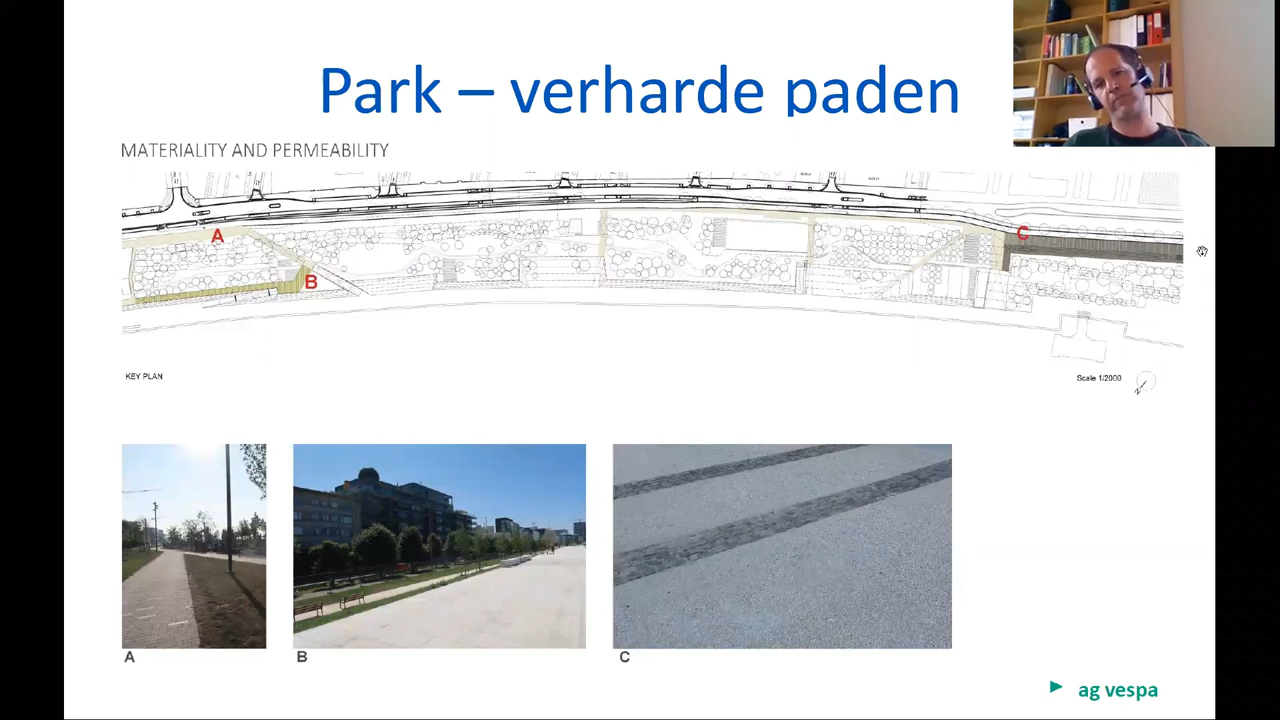 Park – verharde paden
MATERIALITY AND PERMEABILITY
A
B
C
KEY PLAN
Scale 1/2000
N
A
B
C
ag vespa